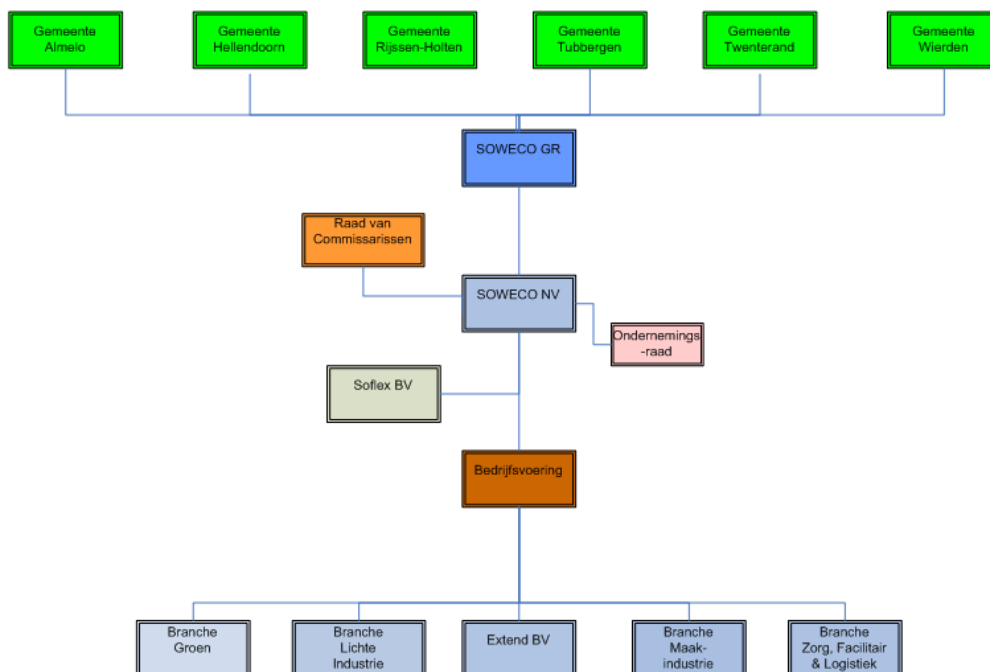 Gemeente
Almelo
Gemeente
Hellendoorn
Gemeente
Rijssen-Holten
Gemeente
Tubbergen
Gemeente
Twenterand
Gemeente
Wierden
SOWECO GR
Raad van
Commissarissen
SOWECO NV
Ondernemings
-raad
Soflex BV
Bedrijfsvoering
Branche
Groen
Branche
Lichte
Industrie
Extend BV
Branche
Maak-
industrie
Branche
Zorg, Facilitair
& Logistiek